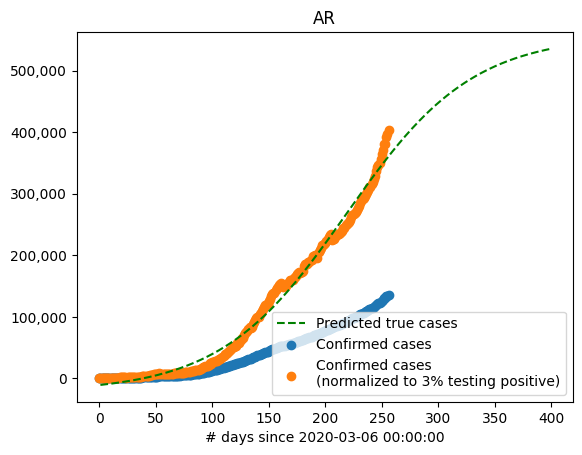 AR
500,000
400,000
300,000
200,000
100,000
0
Predicted true cases
Confirmed cases
Confirmed cases
(normalized to 3% testing positive)
0 50 100 150 200 250 300 350 400
# days since 2020-03-06 00:00:00